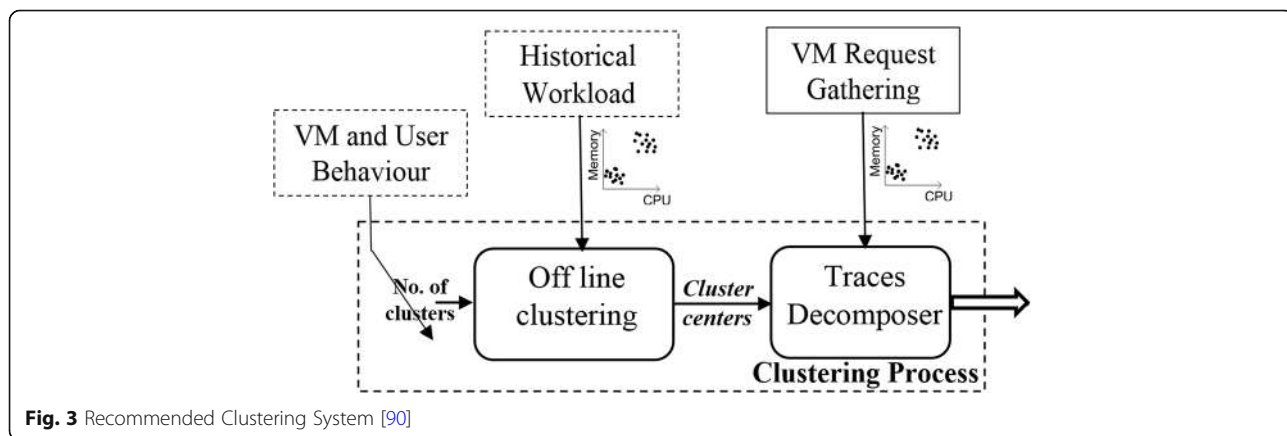 Historical
Workload
VM Request
Gathering
VM and User
Behaviour
Memory
CPU
Memory
CPU
No. of
clusters
Off line
clustering
Cluster
centers
Traces
Decomposer
Clustering Process
Fig. 3 Recommended Clustering System [90]